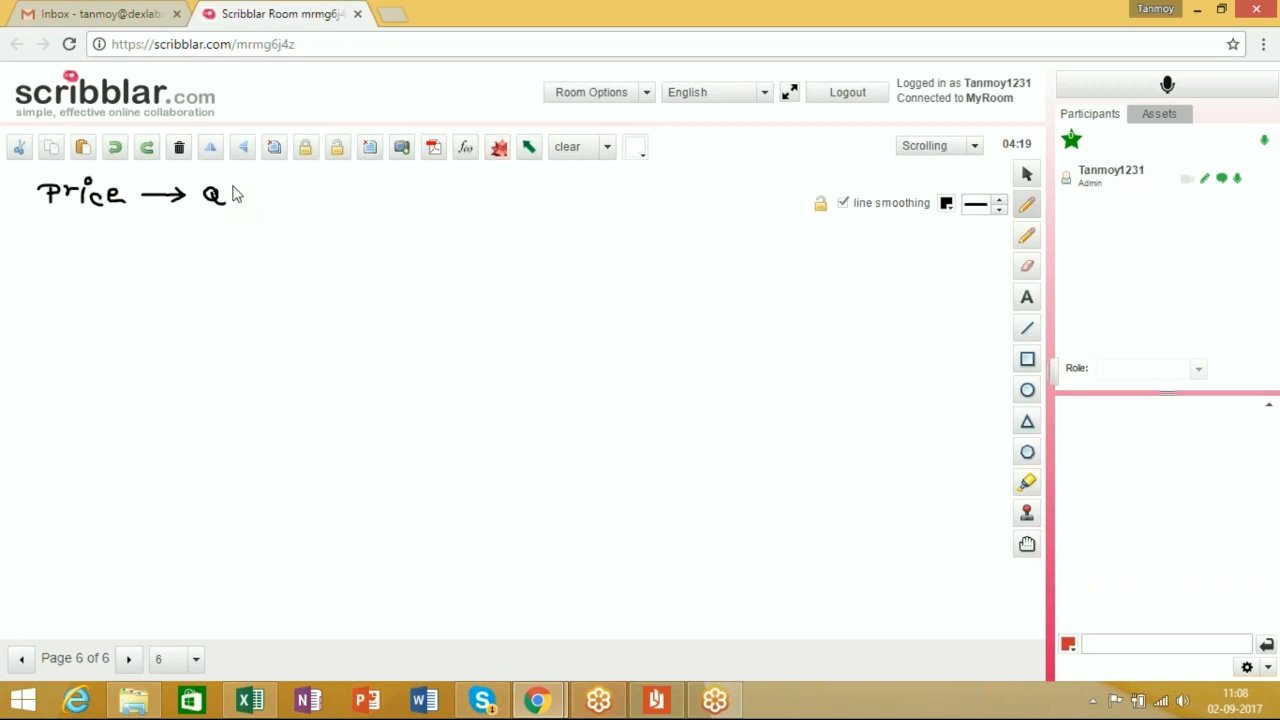 Inbox - tanmoy@dexlab
Scribblar Room mrmg6j4
Tanmoy
https://scribblar.com/mrmg6j4z
scribblar.com
simple, effective online collaboration
Room Options
English
Logout
Logged in as Tanmoy1231
Connected to MyRoom
Participants
Assets
f(x)
clear
Scrolling
04:19
Tanmoy1231
Admin
Price → Q
line smoothing
A
Role:
Page 6 of 6
6
11:08
02-09-2017